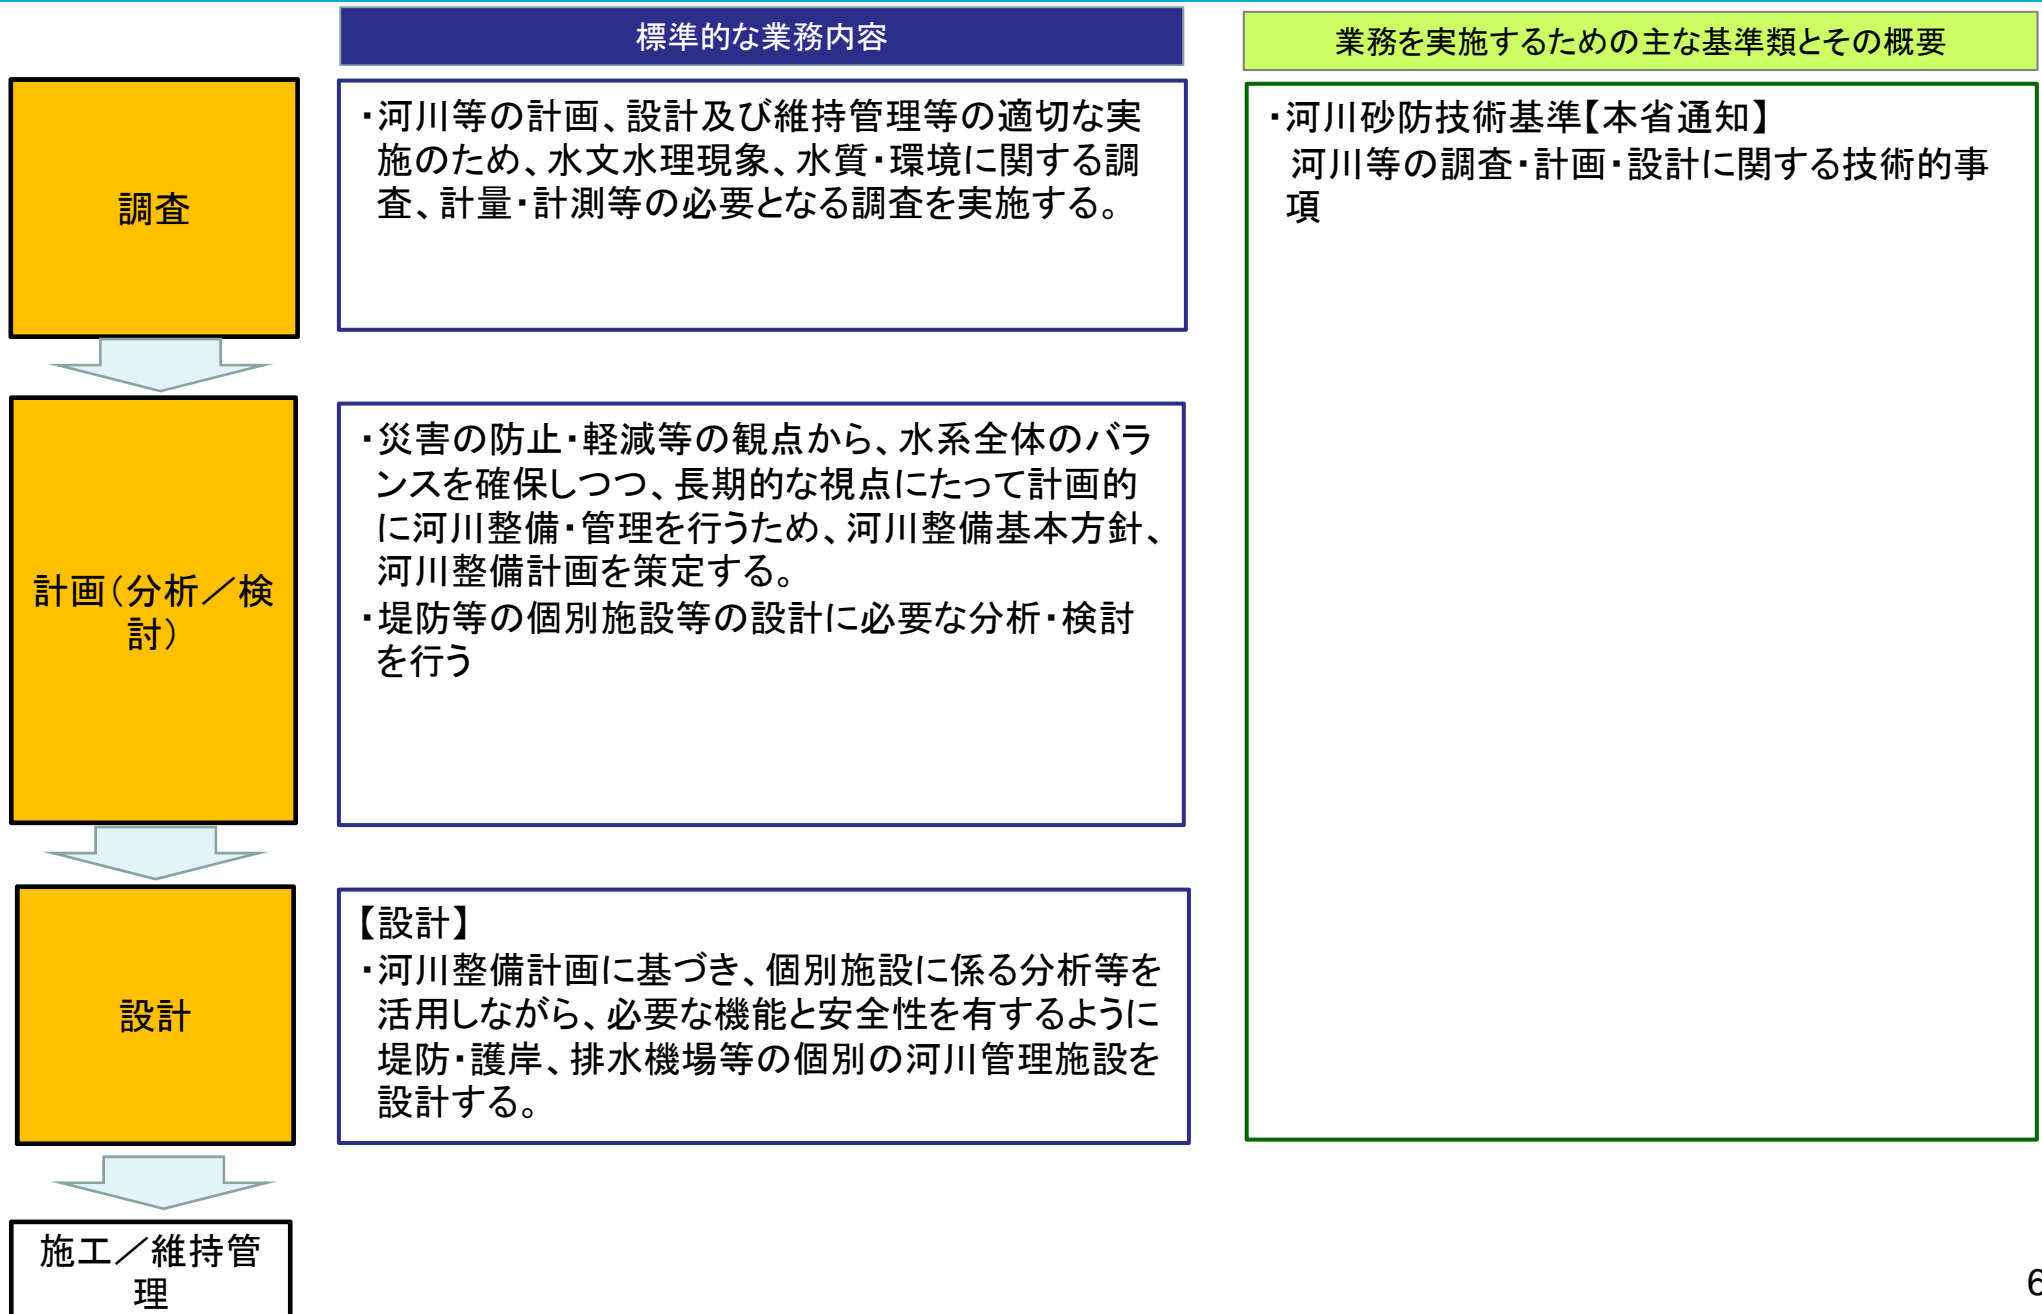 標準的な業務内容
業務を実施するための主な基準類とその概要
調査
・河川等の計画、設計及び維持管理等の適切な実
施のため、水文水理現象、水質・環境に関する調
査、計量・計測等の必要となる調査を実施する。
・河川砂防技術基準【本省通知】
河川等の調査・計画・設計に関する技術的事
項
計画(分析／検
討)
・災害の防止・軽減等の観点から、水系全体のバラ
ンスを確保しつつ、長期的な視点にたって計画的
に河川整備・管理を行うため、河川整備基本方針、
河川整備計画を策定する。
・堤防等の個別施設等の設計に必要な分析・検討
を行う
設計
【設計】
・河川整備計画に基づき、個別施設に係る分析等を
活用しながら、必要な機能と安全性を有するように
堤防・護岸、排水機場等の個別の河川管理施設を
設計する。
施工／維持管
理
6